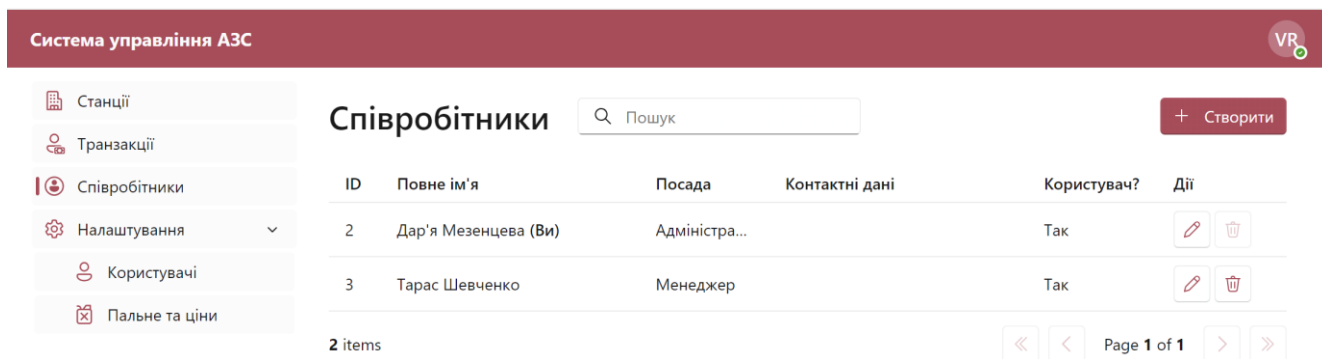 Система управління АЗС
VR
Станції
Транзакції
Співробітники
Налаштування
Користувачі
Пальне та ціни
Співробітники
Пошук
+ Створити
ID Повне ім'я Посада Контактні дані Користувач? Дії
2 Дар'я Мезенцева (Ви) Адміністра... Так
3 Тарас Шевченко Менеджер Так
2 items
Page 1 of 1